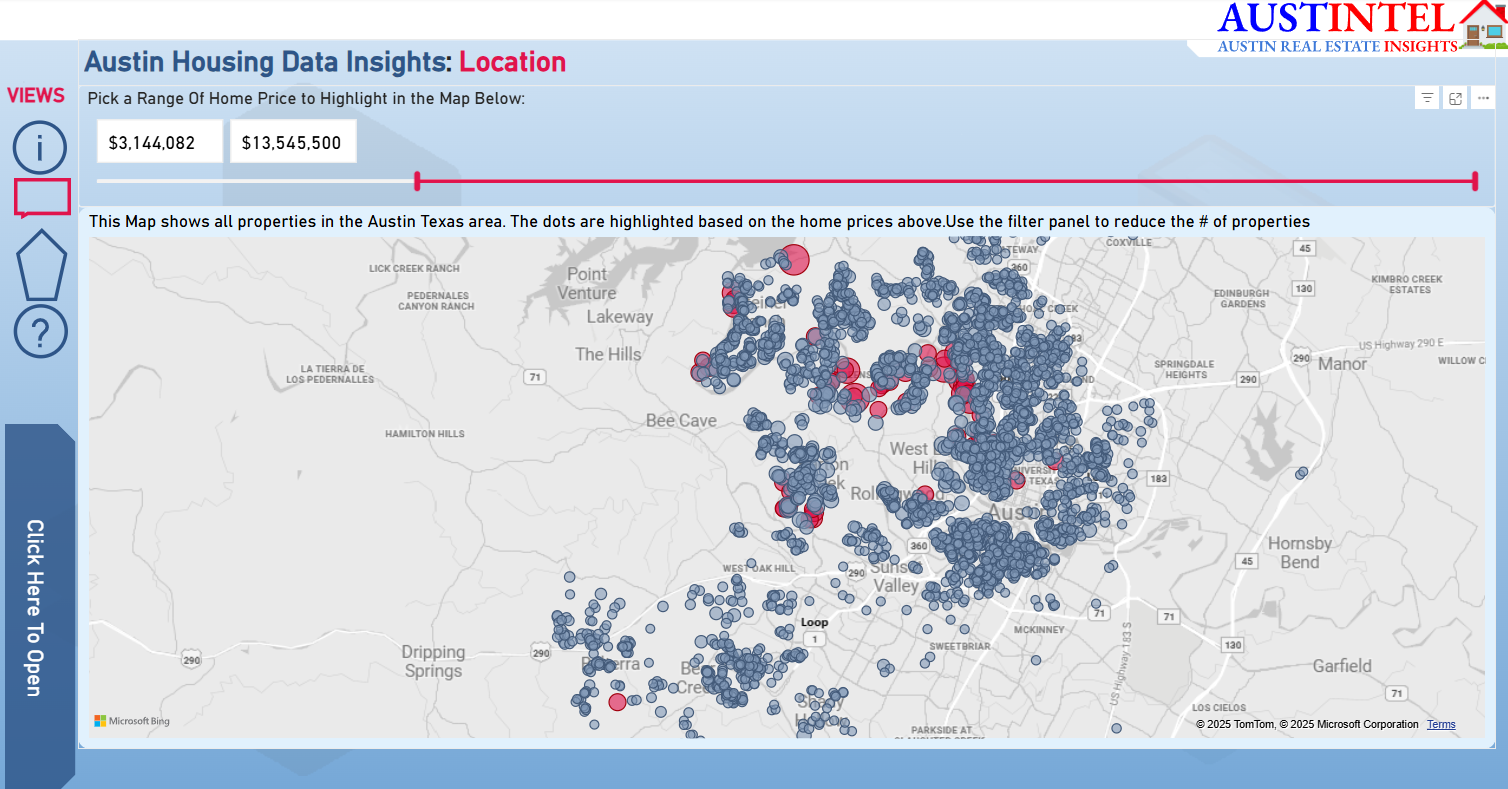 AUSTINTEL
AUSTIN REAL ESTATE INSIGHTS
Austin Housing Data Insights: Location
VIEWS
Pick a Range Of Home Price to Highlight in the Map Below:
i
$3,144,082
$13,545,500
?
Click Here To Open
This Map shows all properties in the Austin Texas area. The dots are highlighted based on the home prices above.Use the filter panel to reduce the # of properties
COXVILLE
45
360
LICK CREEK RANCH
Point
Venture
KIMBRO CREEK
ESTATES
130
PEDERNALES
CANYON RANCH
EDINBURGH
GARDENS
Lakeway
US Highway 290 E
The Hills
290
Manor
WILLOW C
SPRINGDALE
HEIGHTS
LA TIERRA DE
LOS PEDERNALES
71
290
Bee Cave
HAMILTON HILLS
West
Hil
183
360
Hornsby
Bend
45
WEST OAK HILL
290
Valley
Loop
1
71
71
MCKINNEY
130
SWEETBRIAR
Dripping
Springs
290
290
US Highway 183 S
Garfield
71
LOS CIELOS
PARKSIDE AT
Microsoft Bing
© 2025 TomTom, © 2025 Microsoft Corporation Terms